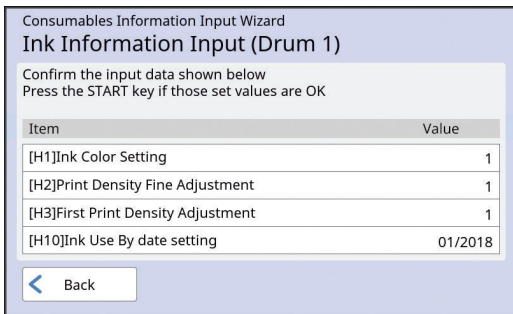 Consumables Information Input Wizard
Ink Information Input (Drum 1)
Confirm the input data shown below
Press the START key if those set values are OK
Item Value
[H1]Ink Color Setting 1
[H2]Print Density Fine Adjustment 1
[H3]First Print Density Adjustment 1
[H10]Ink Use By date setting 01/2018
Back